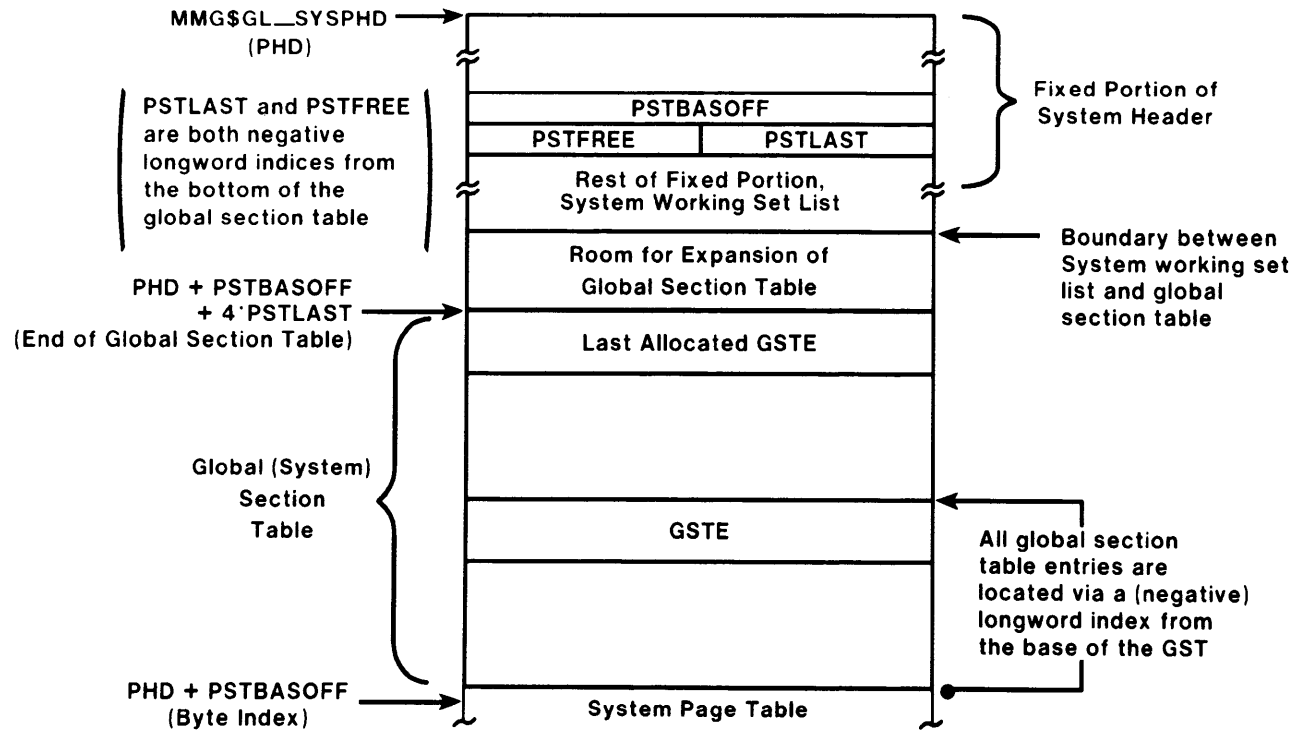 MMG$GL__SYSPHD
(PHD)
PSTLAST and PSTFREE
are both negative
longword indices from
the bottom of the
global section table
PHD + PSTBASOFF
+ 4*PSTLAST
(End of Global Section Table)
Global (System)
Section
Table
PHD + PSTBASOFF
(Byte Index)
PSTBASOFF
PSTFREE
PSTLAST
Rest of Fixed Portion,
System Working Set List
Room for Expansion of
Global Section Table
Last Allocated GSTE
GSTE
System Page Table
Fixed Portion of
System Header
Boundary between
System working set
list and global
section table
All global section
table entries are
located via a (negative)
longword index from
the base of the GST